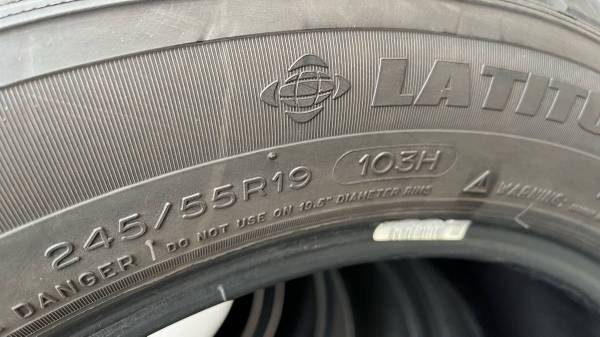 LATITU
245/55R19 103H
DANGER DO NOT USE ON 19.5" DIAMETER RIMS
WARNING: